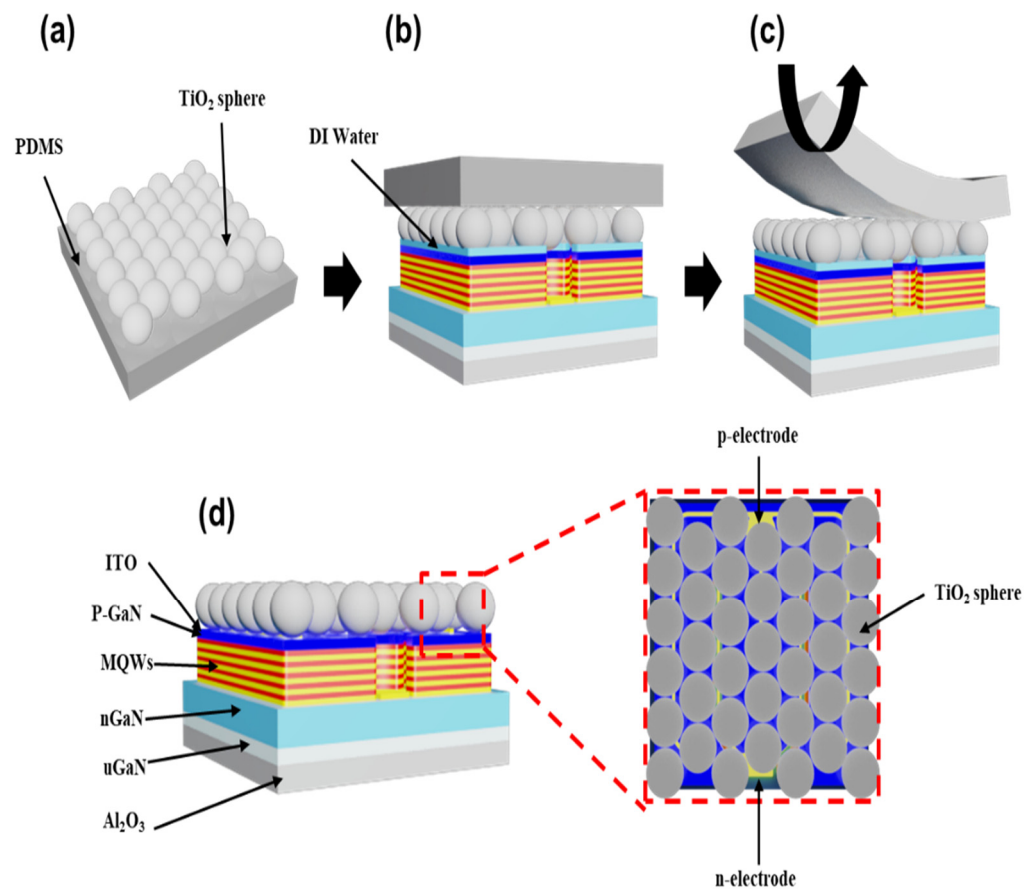 (a)
(b)
(c)
TiO₂ sphere
PDMS
DI Water
p-electrode
(d)
ITO
P-GaN
MQWs
nGaN
uGaN
Al₂O₃
TiO₂ sphere
n-electrode